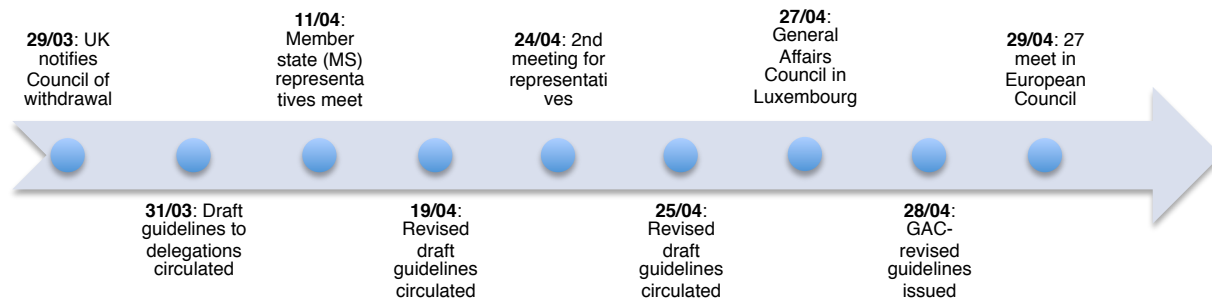 29/03: UK
notifies
Council of
withdrawal
31/03: Draft
guidelines to
delegations
circulated
11/04:
Member
state (MS)
representa
tives meet
19/04:
Revised
draft
guidelines
circulated
24/04: 2nd
meeting for
representati
ves
25/04:
Revised
draft
guidelines
circulated
27/04:
General
Affairs
Council in
Luxembourg
28/04:
GAC-
revised
guidelines
issued
29/04: 27
meet in
European
Council